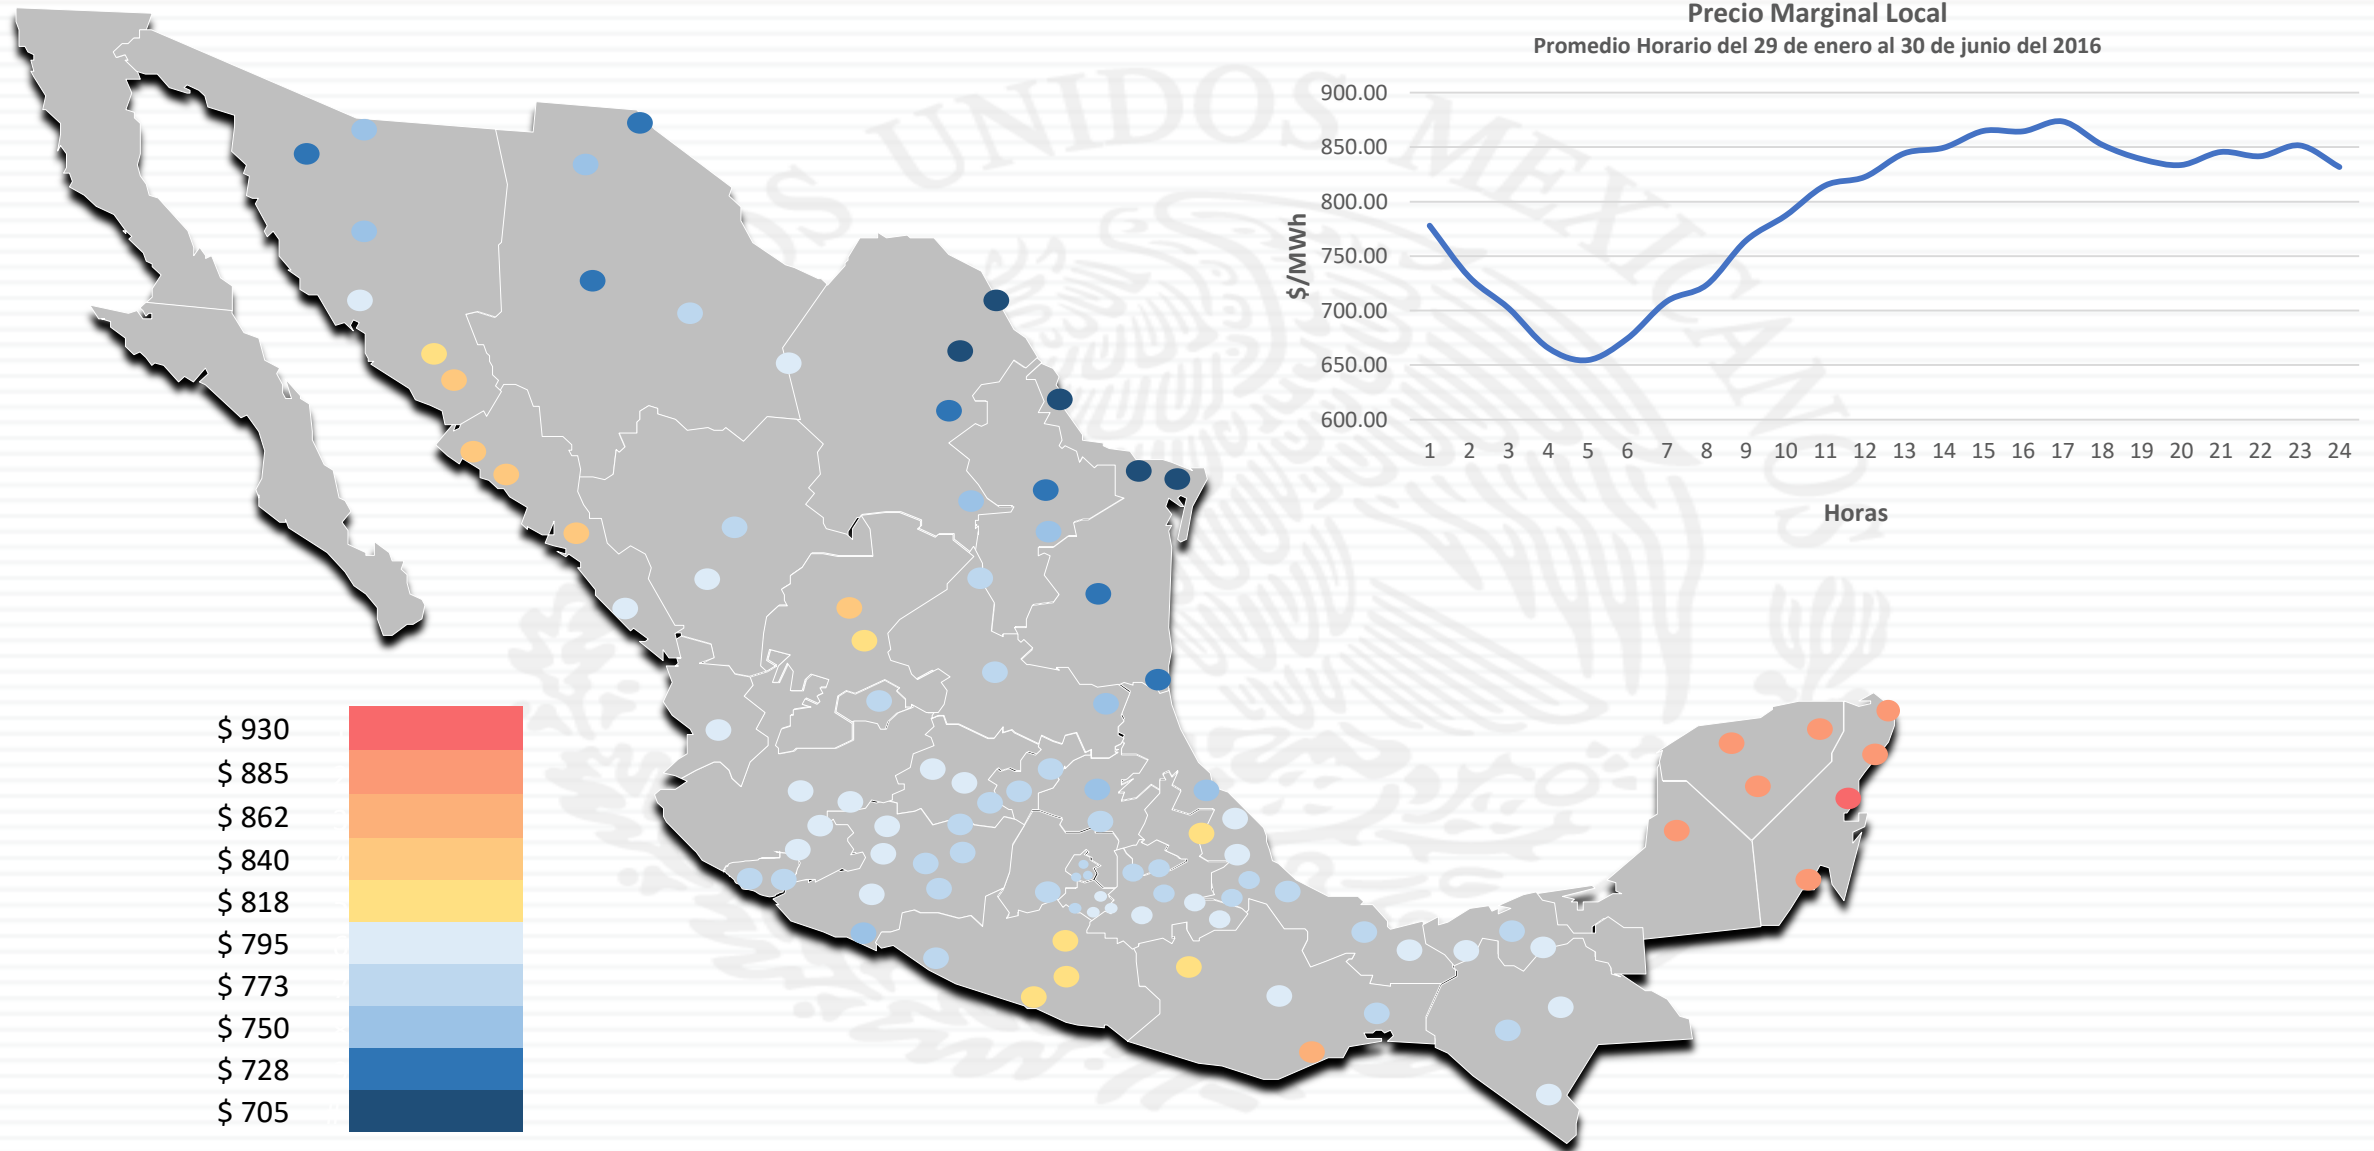 Precio Marginal Local
Promedio Horario del 29 de enero al 30 de junio del 2016
900.00
850.00
800.00
750.00
700.00
650.00
600.00
$/MWh
1 2 3 4 5 6 7 8 9 10 11 12 13 14 15 16 17 18 19 20 21 22 23 24
Horas
UNIDOS MEXICANOS
$ 930
$ 885
$ 862
$ 840
$ 818
$ 795
$ 773
$ 750
$ 728
$ 705